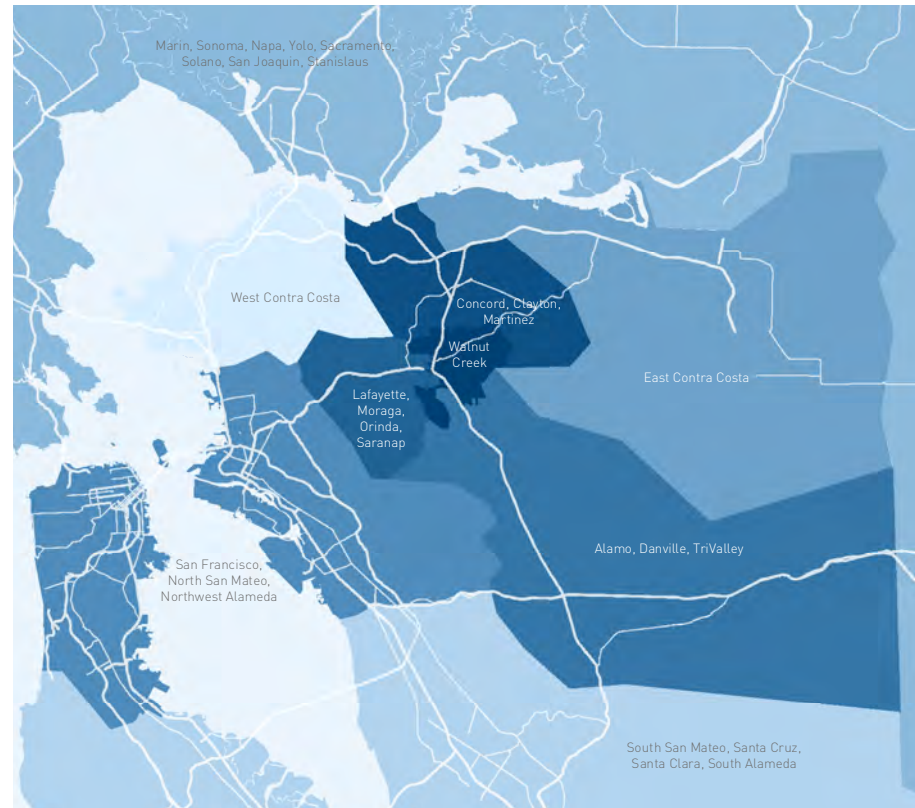 Marin, Sonoma, Napa, Yolo, Sacramento,
Solano, San Joaquin, Stanislaus
West Contra Costa
Concord, Clayton,
Martinez
Walnut
Creek
East Contra Costa
Lafayette,
Moraga,
Orinda,
Saranap
Alamo, Danville, TriValley
San Francisco,
North San Mateo,
Northwest Alameda
South San Mateo, Santa Cruz,
Santa Clara, South Alameda